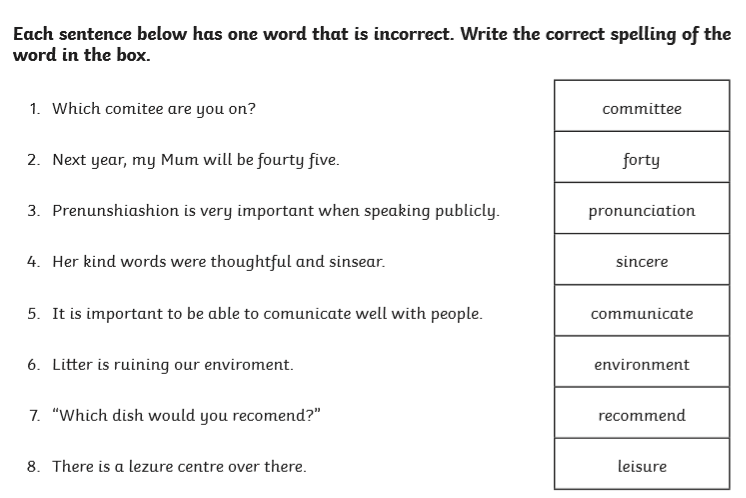 Each sentence below has one word that is incorrect. Write the correct spelling of the
word in the box.
1. Which comitee are you on? committee
2. Next year, my Mum will be fourty five. forty
3. Prenunshiashion is very important when speaking publicly. pronunciation
4. Her kind words were thoughtful and sinsear. sincere
5. It is important to be able to comunicate well with people. communicate
6. Litter is ruining our enviroment. environment
7. “Which dish would you recomend?” recommend
8. There is a lezure centre over there. leisure